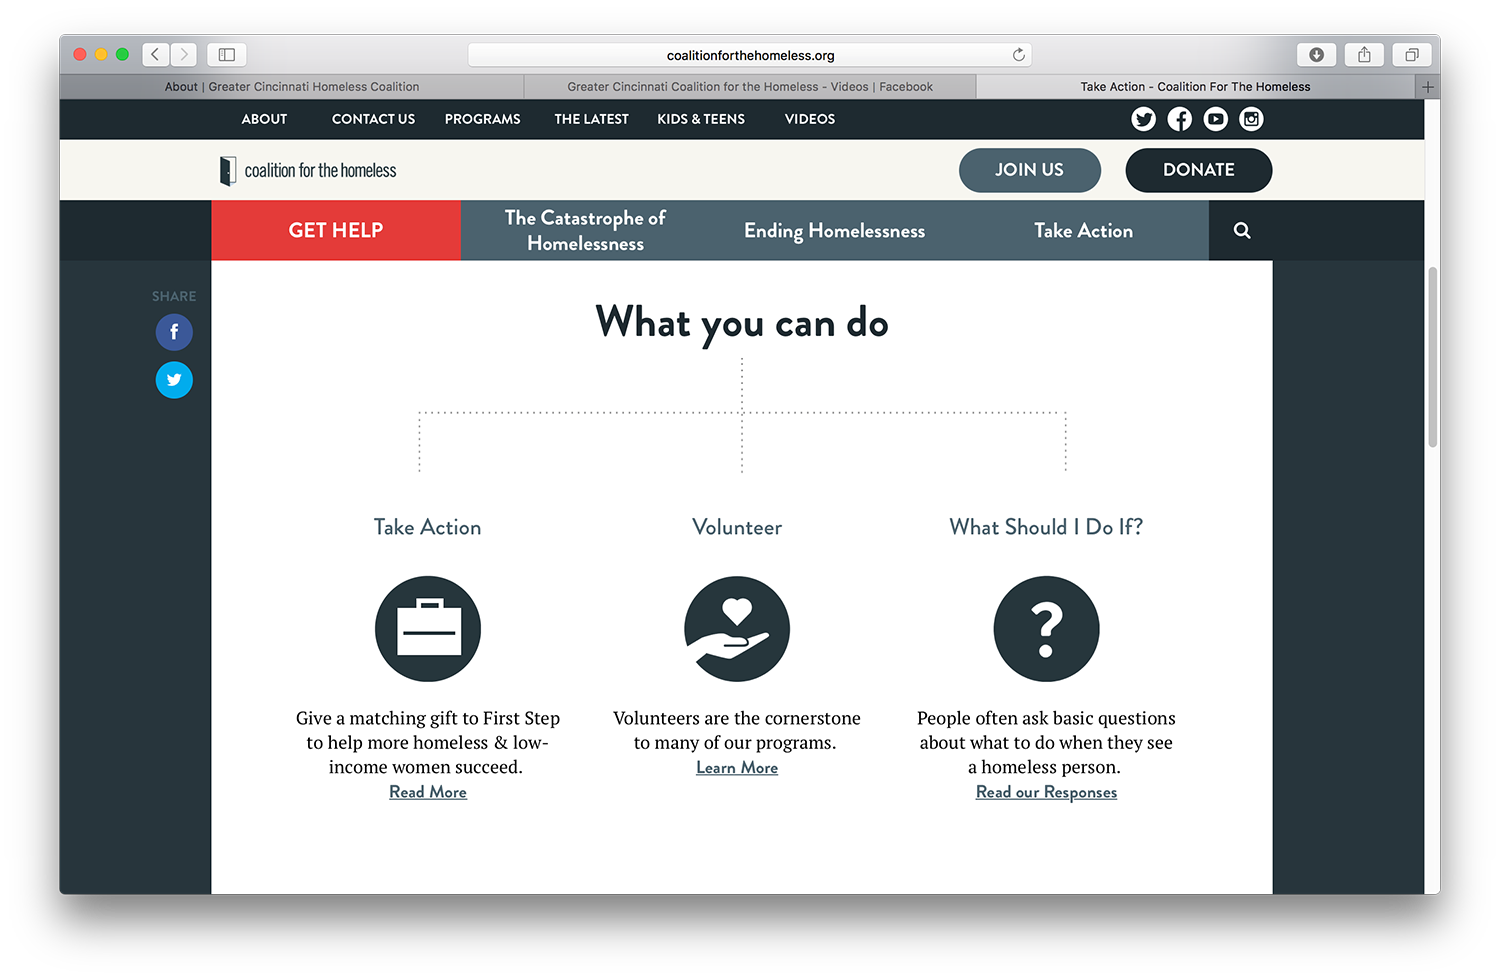 coalitionforthehomeless.org
About | Greater Cincinnati Homeless Coalition
Greater Cincinnati Coalition for the Homeless - Videos | Facebook
Take Action - Coalition For The Homeless
ABOUT
CONTACT US
PROGRAMS
THE LATEST
KIDS & TEENS
VIDEOS
coalition for the homeless
JOIN US
DONATE
GET HELP
The Catastrophe of
Homelessness
Ending Homelessness
Take Action
SHARE
What you can do
Take Action
Give a matching gift to First Step
to help more homeless & low-
income women succeed.
Read More
Volunteer
Volunteers are the cornerstone
to many of our programs.
Learn More
What Should I Do If?
?
People often ask basic questions
about what to do when they see
a homeless person.
Read our Responses